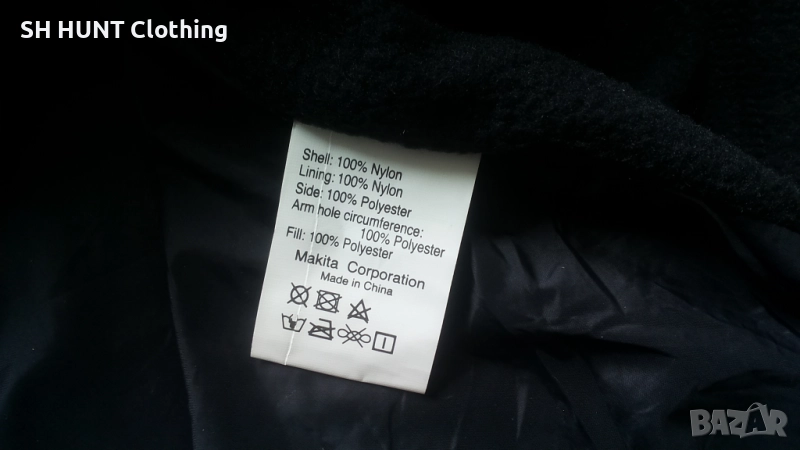 SH HUNT Clothing
Shell: 100% Nylon
Lining: 100% Nylon
Side: 100% Polyester
Arm hole circumference:
100% Polyester
Fill: 100% Polyester
Makita Corporation
Made in China
BAZAR